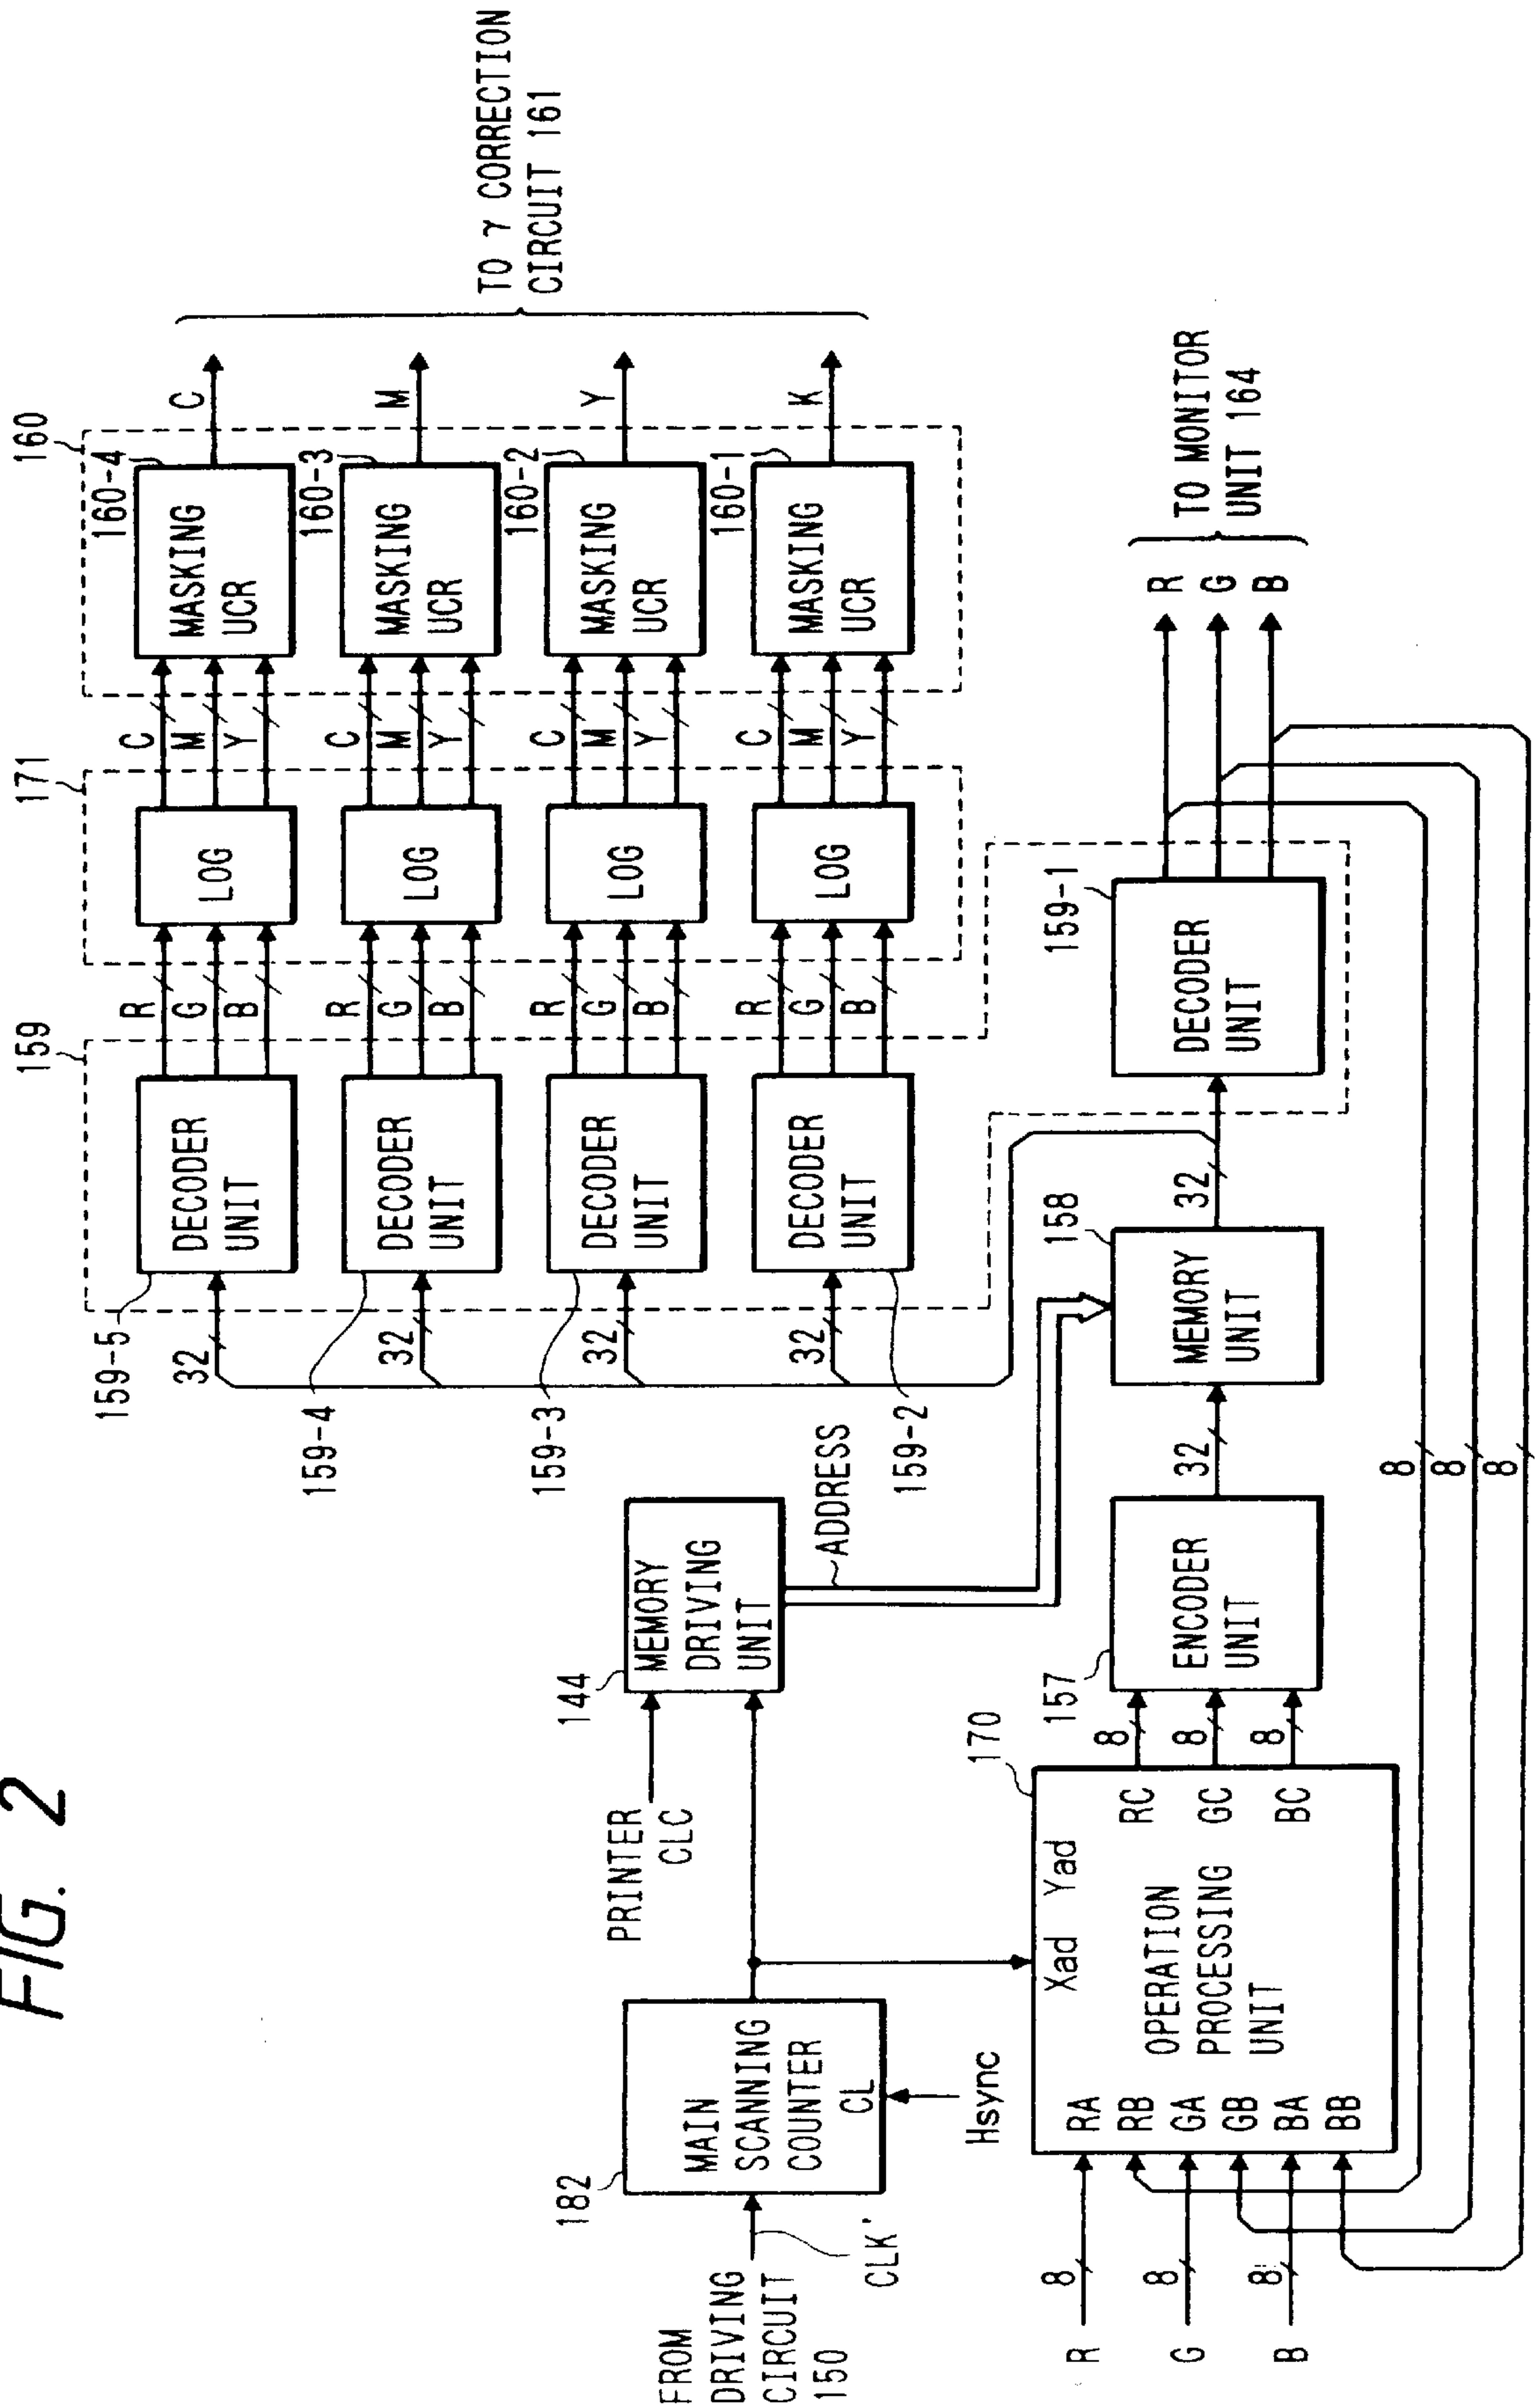 FIG. 2
159
171
160
159-5
32
DECODER
UNIT
R
G
B
LOG
C
M
Y
MASKING
UCR
160-4
C
159-4
32
DECODER
UNIT
R
G
B
LOG
C
M
Y
MASKING
UCR
160-3
M
159-3
32
DECODER
UNIT
R
G
B
LOG
C
M
Y
MASKING
UCR
160-2
Y
159-2
32
DECODER
UNIT
R
G
B
LOG
C
M
Y
MASKING
UCR
160-1
K
TO γ CORRECTION
CIRCUIT 161
FROM
DRIVING
CIRCUIT
150
CLK'
182
MAIN
SCANNING
COUNTER
CL
Hsync
PRINTER
CLC
144
MEMORY
DRIVING
UNIT
ADDRESS
R
G
B
8
8
8
RA
RB
GA
GB
BA
BB
Xad Yad
OPERATION
PROCESSING
UNIT
RC
GC
BC
170
8
8
8
157
ENCODER
UNIT
32
MEMORY
UNIT
158
32
DECODER
UNIT
159-1
R
G
B
TO MONITOR
UNIT 164
8
8
8